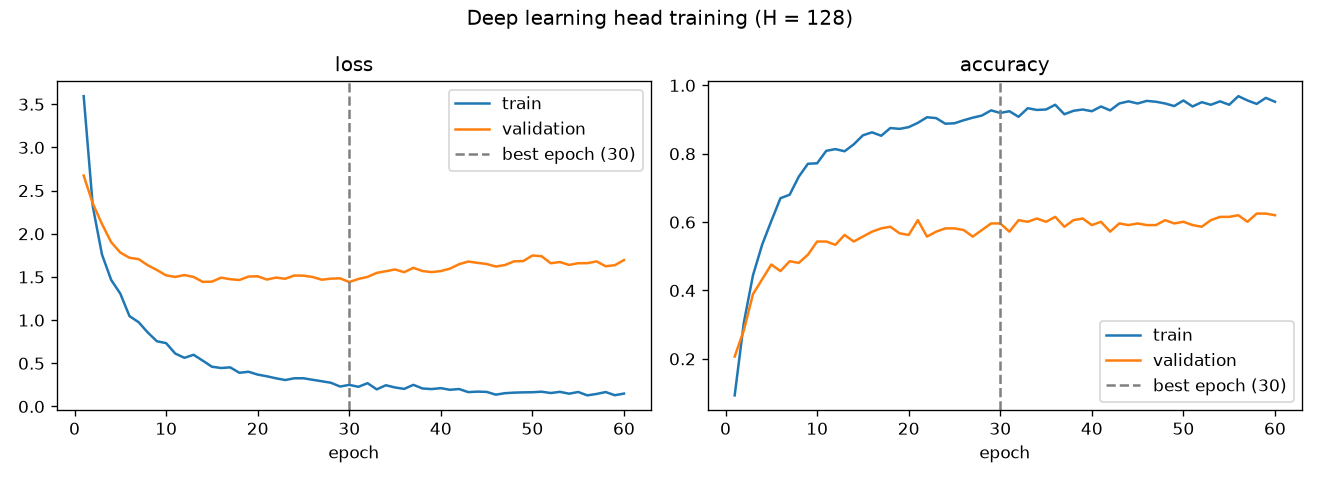 Deep learning head training (H = 128)
loss
3.5
3.0
2.5
2.0
1.5
1.0
0.5
0.0
train
validation
best epoch (30)
0 10 20 30 40 50 60
epoch
accuracy
1.0
0.8
0.6
0.4
0.2
train
validation
best epoch (30)
0 10 20 30 40 50 60
epoch